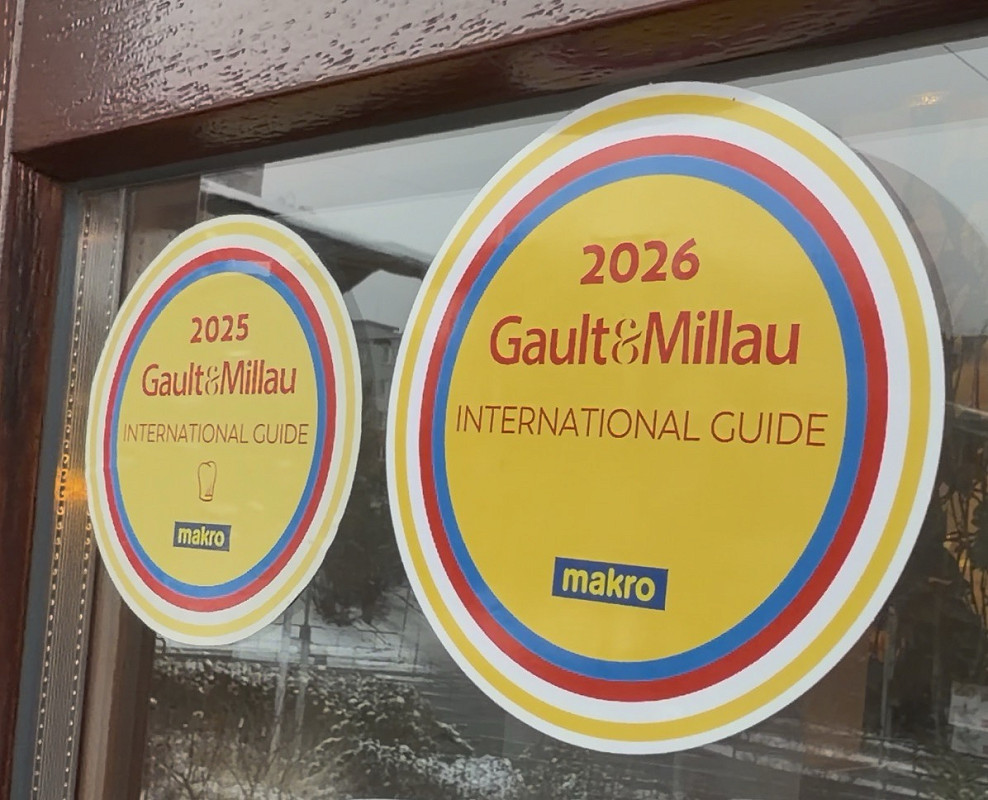 2025
Gault&Millau
INTERNATIONAL GUIDE
makro
2026
Gault&Millau
INTERNATIONAL GUIDE
makro